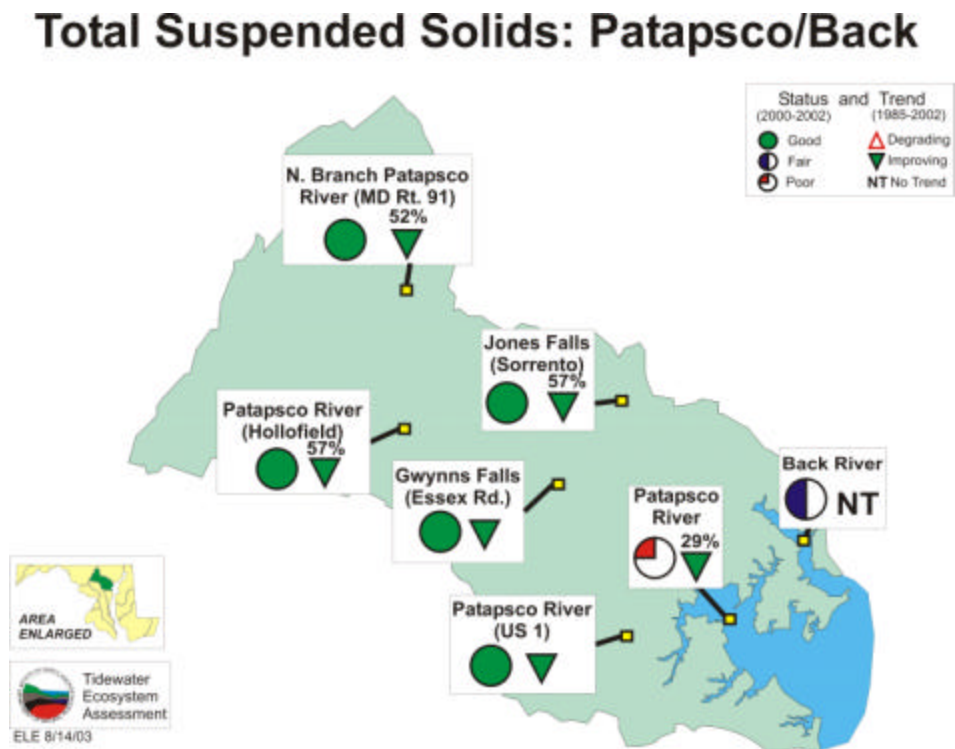 Total Suspended Solids: Patapsco/Back
Status and Trend
(2000-2002) (1985-2002)
Good Degrading
Fair Improving
Poor NT No Trend
N. Branch Patapsco
River (MD Rt. 91)
52%
Jones Falls
(Sorrento)
57%
Patapsco River
(Hollofield)
57%
Gwynns Falls
(Essex Rd.)
Back River
NT
Patapsco
River
29%
Patapsco River
(US 1)
AREA
ENLARGED
Tidewater
Ecosystem
Assessment
ELE 8/14/03